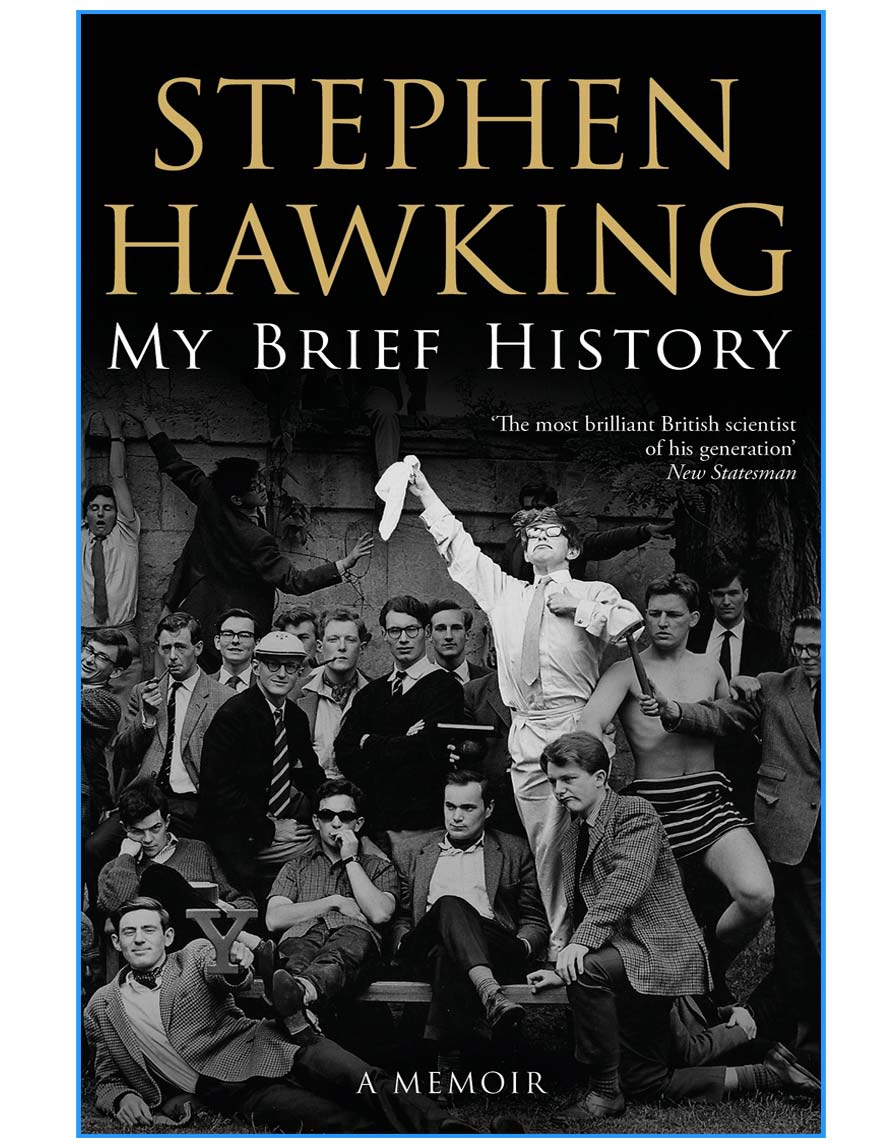 STEPHEN
HAWKING
MY BRIEF HISTORY
‘The most brilliant British scientist
of his generation’
New Statesman
Y
A MEMOIR